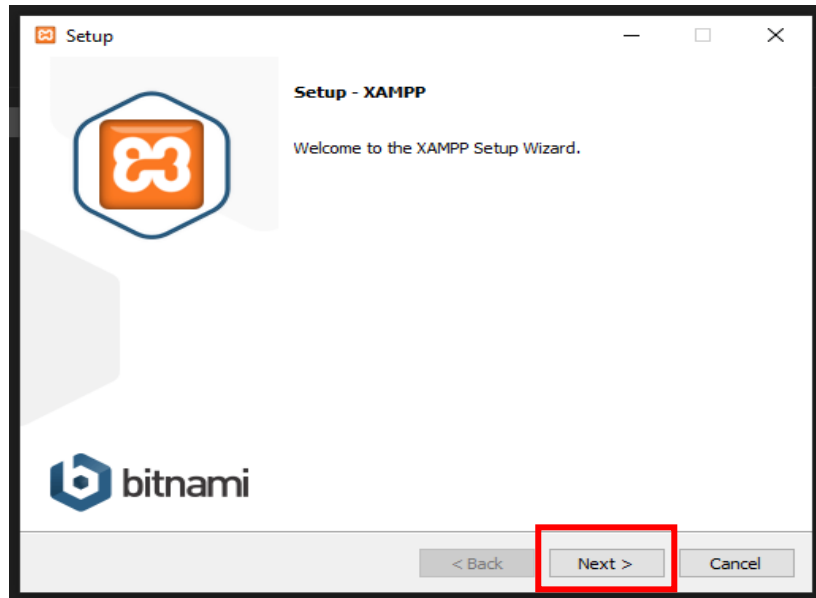 Setup
Setup - XAMPP
Welcome to the XAMPP Setup Wizard.
bitnami
< Back Next > Cancel